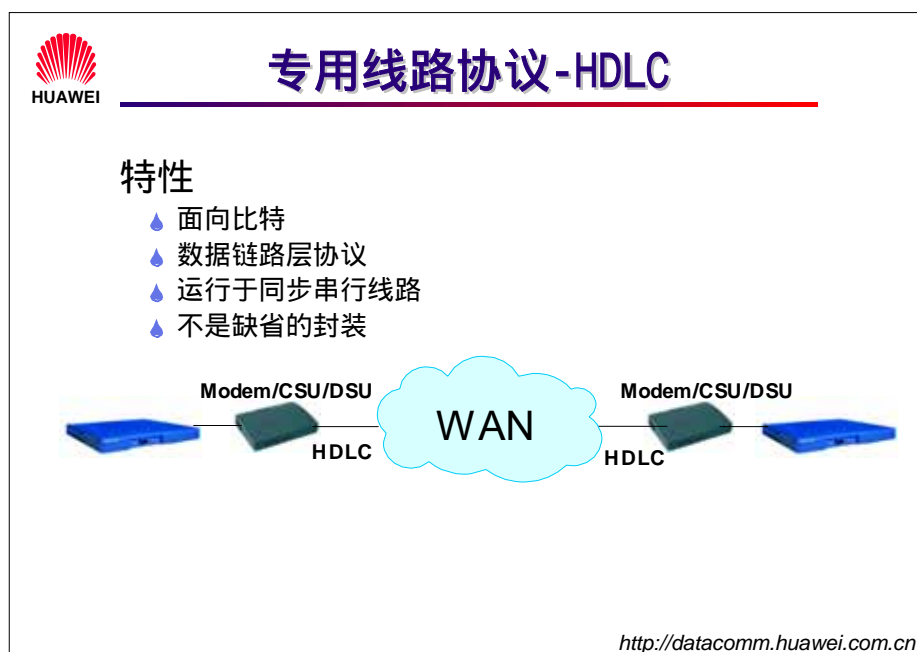 专用线路协议-HDLC
HUAWEI
特性
面向比特
数据链路层协议
运行于同步串行线路
不是缺省的封装
Modem/CSU/DSU
Modem/CSU/DSU
WAN
HDLC
HDLC
http://datacomm.huawei.com.cn